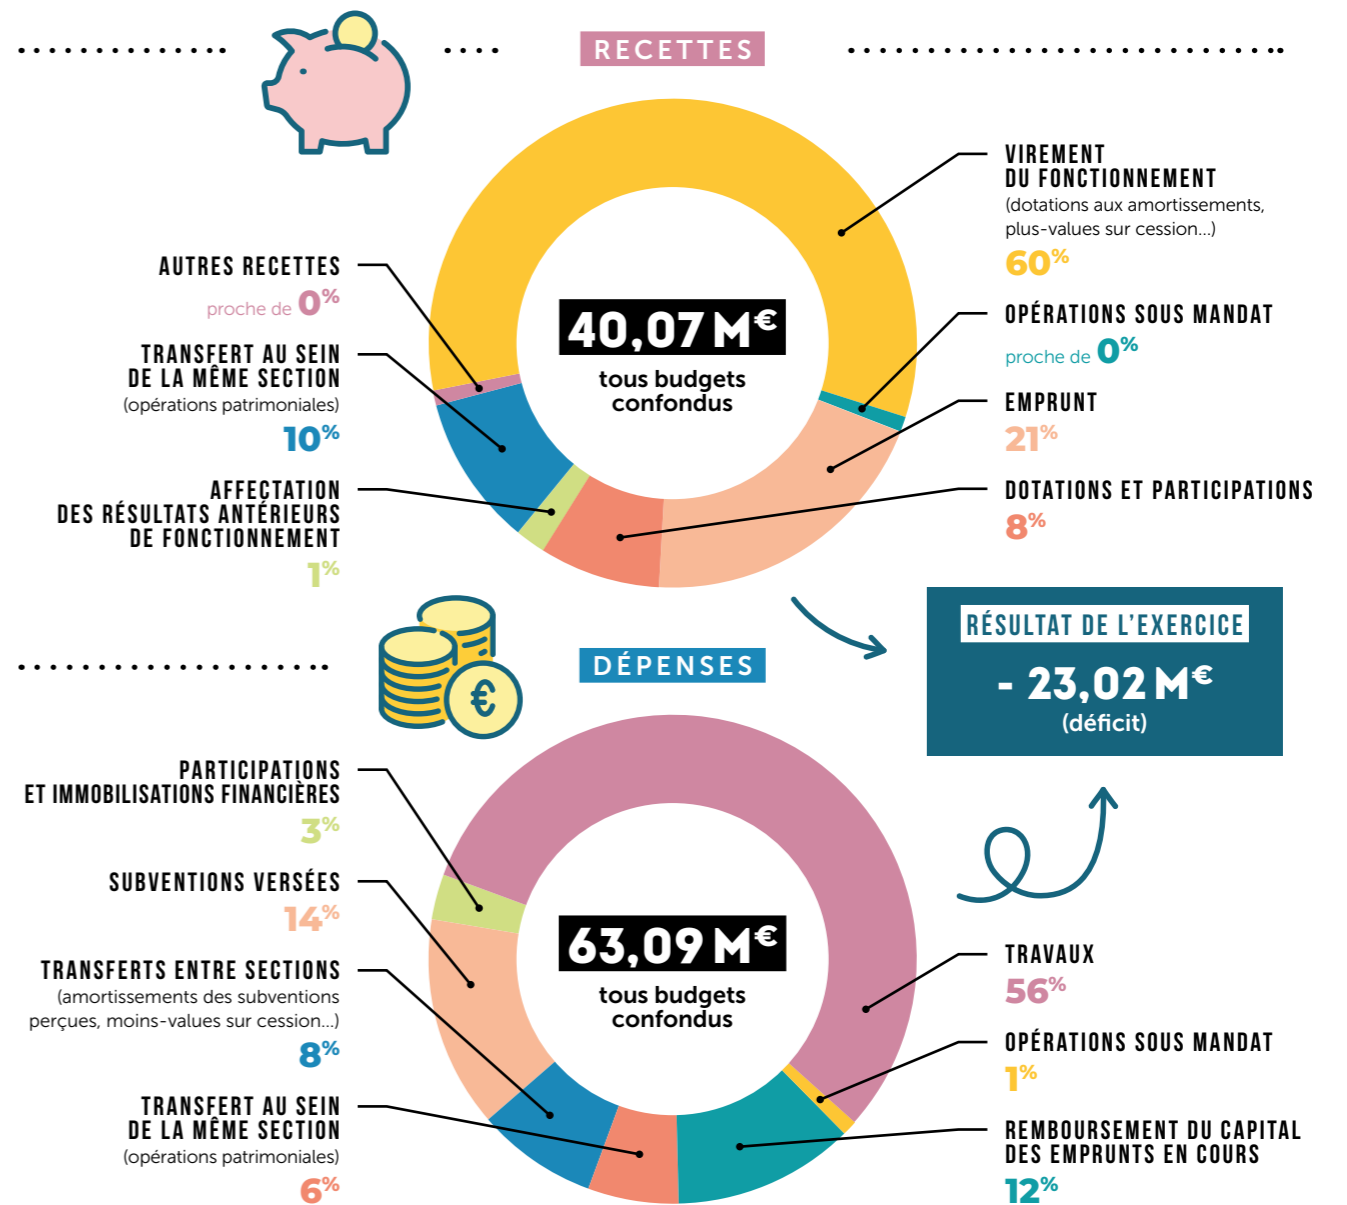 RECETTES
VIREMENT
DU FONCTIONNEMENT
(dotations aux amortissements,
plus-values sur cession...)
60%
OPÉRATIONS SOUS MANDAT
proche de 0%
EMPRUNT
21%
DOTATIONS ET PARTICIPATIONS
8%
AUTRES RECETTES
proche de 0%
TRANSFERT AU SEIN
DE LA MÊME SECTION
(opérations patrimoniales)
10%
AFFECTATION
DES RÉSULTATS ANTÉRIEURS
DE FONCTIONNEMENT
1%
40,07 M€
tous budgets
confondus
RÉSULTAT DE L'EXERCICE
- 23,02 M€
(déficit)
DÉPENSES
€
PARTICIPATIONS
ET IMMOBILISATIONS FINANCIÈRES
3%
SUBVENTIONS VERSÉES
14%
TRANSFERTS ENTRE SECTIONS
(amortissements des subventions
perçues, moins-values sur cession...)
8%
TRANSFERT AU SEIN
DE LA MÊME SECTION
(opérations patrimoniales)
6%
63,09 M€
tous budgets
confondus
TRAVAUX
56%
OPÉRATIONS SOUS MANDAT
1%
REMBOURSEMENT DU CAPITAL
DES EMPRUNTS EN COURS
12%